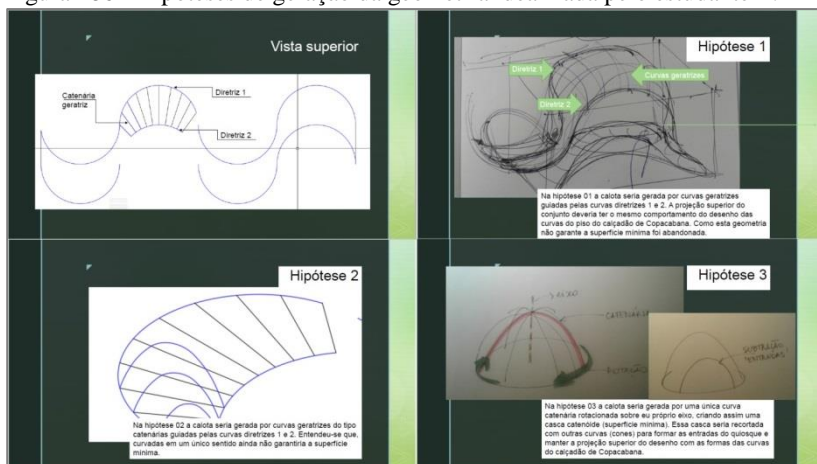 Vista superior
Catenária
geratriz
Diretriz 1
Diretriz 2
Hipótese 1
Diretriz 1
Curvas geratrizes
Diretriz 2
Na hipótese 01 a calota seria gerada por curvas geratrizes
guiadas pelas curvas diretrizes 1 e 2. A projeção superior do
conjunto deveria ter o mesmo comportamento do desenho das
curvas do piso do calçadão de Copacabana. Como esta geometria
não garante a superfície mínima foi abandonada.
Hipótese 2
Na hipótese 02 a calota seria gerada por curvas geratrizes do tipo
catenárias guiadas pelas curvas diretrizes 1 e 2. Entendeu-se que,
curvadas em um único sentido ainda não garantiria a superfície
mínima.
Hipótese 3
EIXO
CATENÁRIA
ROTAÇÃO
SUBTRAÇÃO
Na hipótese 03 a calota seria gerada por uma única curva
catenária rotacionada sobre eu próprio eixo, criando assim uma
casca catenóide (superfície mínima). Essa casca seria recortada
com outras curvas (cones) para formar as entradas do quiosque e
manter a projeção superior do desenho com as formas das curvas
do calçadão de Copacabana.